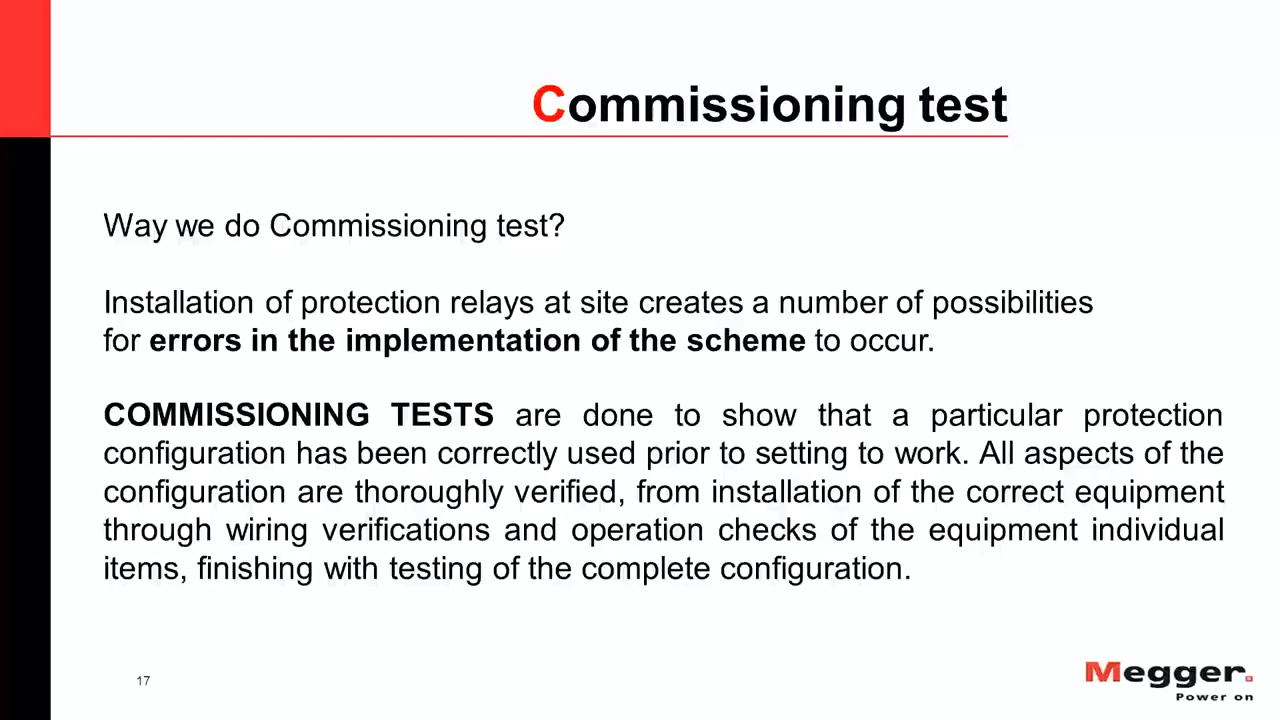 Commissioning test
Way we do Commissioning test?
Installation of protection relays at site creates a number of possibilities
for errors in the implementation of the scheme to occur.
COMMISSIONING TESTS are done to show that a particular protection
configuration has been correctly used prior to setting to work. All aspects of the
configuration are thoroughly verified, from installation of the correct equipment
through wiring verifications and operation checks of the equipment individual
items, finishing with testing of the complete configuration.
17
Megger.
Power on